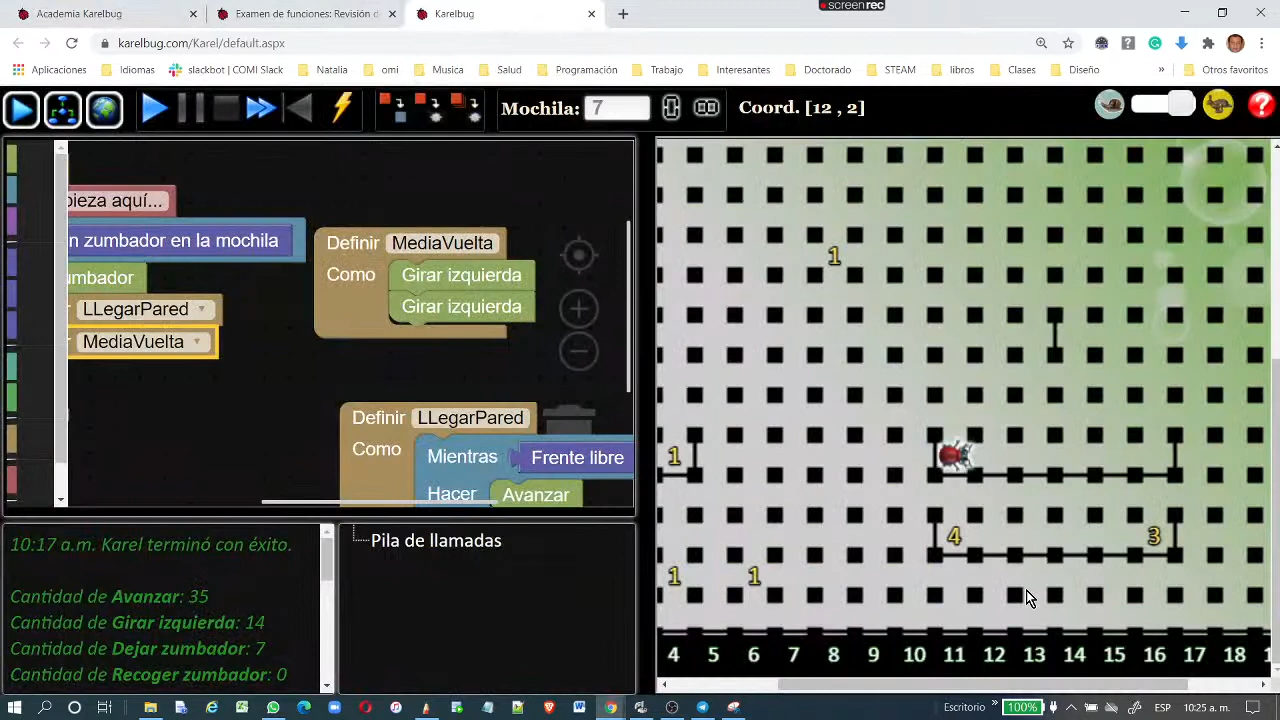 screenrec
Academia Karelbug
Examen de funciones: Revisión d
Karelbug
karelbug.com/Karel/default.aspx
Aplicaciones
Idiomas
slackbot | COMI Slack
Natalia
omi
Musica
Salud
Programación
Trabajo
Interesantes
Doctorado
STEAM
libros
Clases
Diseño
»
Otros favoritos
Mochila: 7
Coord. [12 , 2]
pieza aquí...
n zumbador en la mochila
umbador
LLegarPared
MediaVuelta
Definir MediaVuelta
Como Girar izquierda
Girar izquierda
Definir LLegarPared
Como Mientras Frente libre
Hacer Avanzar
10:17 a.m. Karel terminó con éxito.
Cantidad de Avanzar: 35
Cantidad de Girar izquierda: 14
Cantidad de Dejar zumbador: 7
Cantidad de Recoger zumbador: 0
Pila de llamadas
1
1
4 3
1 1
4 5 6 7 8 9 10 11 12 13 14 15 16 17 18 1
Escritorio » 100% ESP 10:25 a. m.